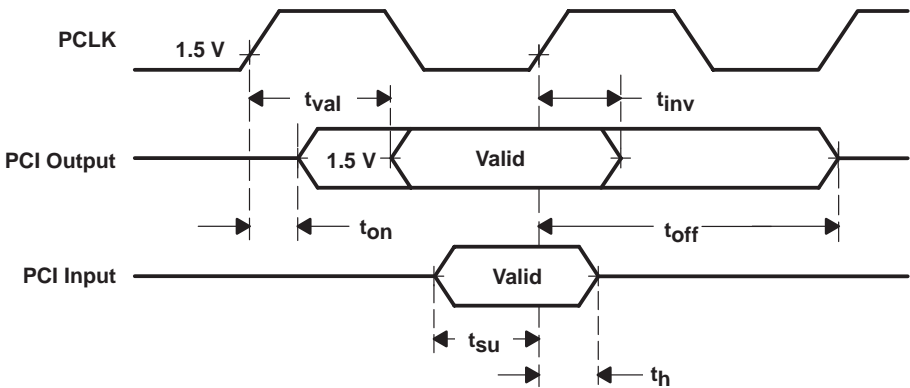 PCLK
1.5 V
tval
tinv
PCI Output
1.5 V
Valid
ton
toff
PCI Input
Valid
tsu
th